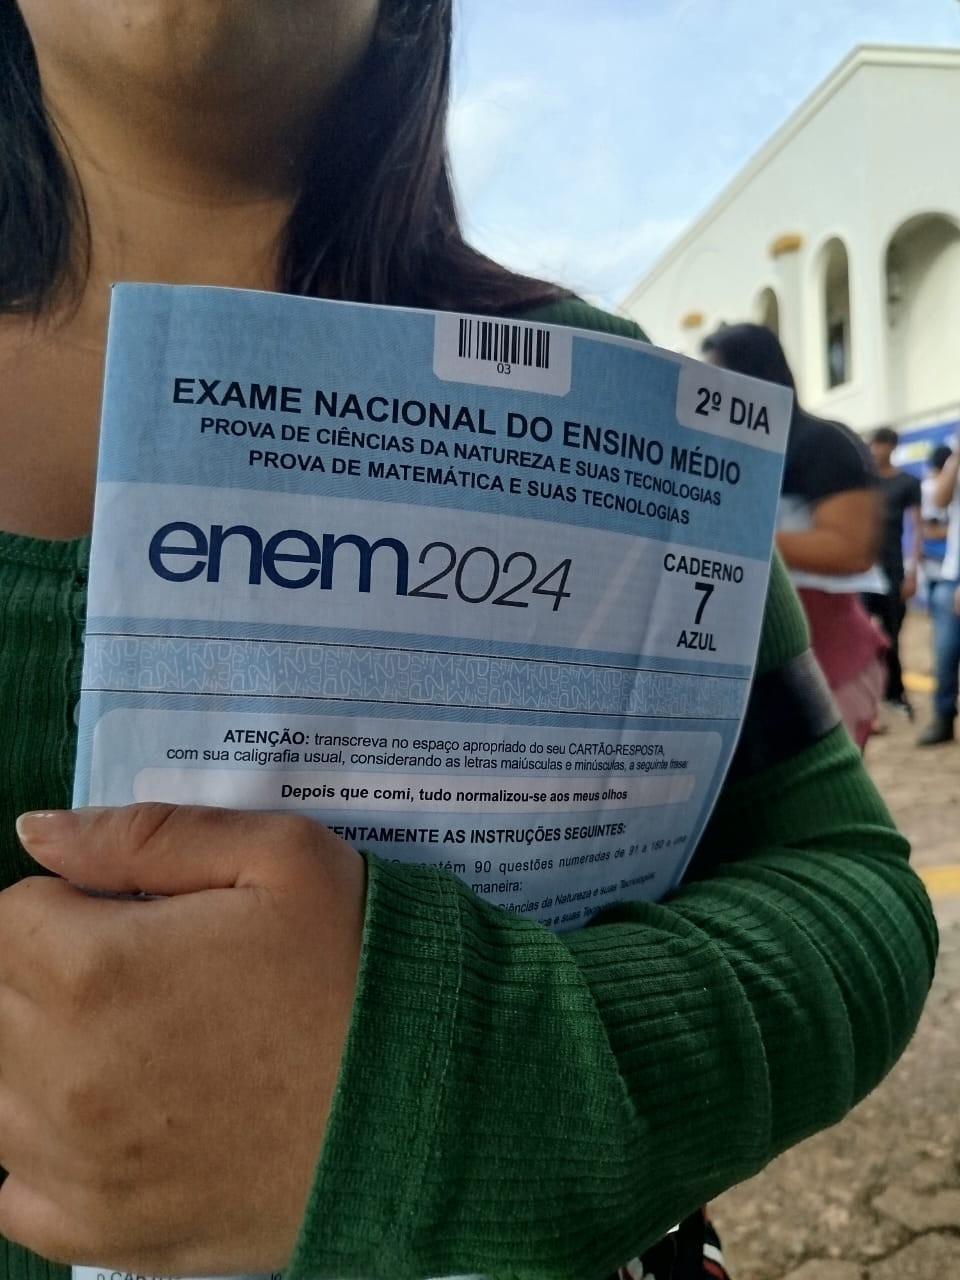 03
2º DIA
EXAME NACIONAL DO ENSINO MÉDIO
PROVA DE CIÊNCIAS DA NATUREZA E SUAS TECNOLOGIAS
PROVA DE MATEMÁTICA E SUAS TECNOLOGIAS
enem2024
CADERNO
7
AZUL
ATENÇÃO: transcreva no espaço apropriado do seu CARTÃO-RESPOSTA,
com sua caligrafia usual, considerando as letras maiúsculas e minúsculas, a seguinte frase:
Depois que comi, tudo normalizou-se aos meus olhos
ENTAMENTE AS INSTRUÇÕES SEGUINTES:
90 questões numeradas de 91 a 180 e uma
maneira:
Ciências da Natureza e suas Tecnologias
e suas